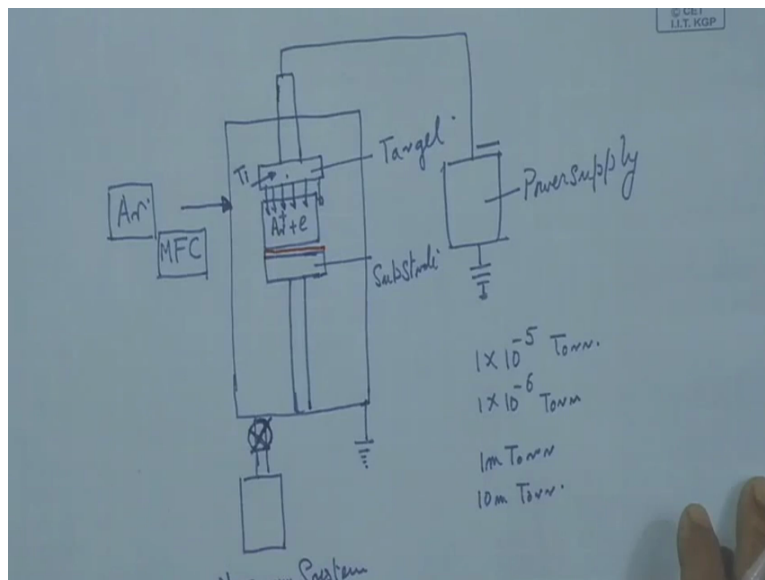 © CET
I.I.T. KGP
Target
Ti
Power supply
Ar
Ar+ + e
MFC
Substrate
1 x 10-5 Torr.
1 x 10-6 Torr
1m Torr
10m Torr.
System